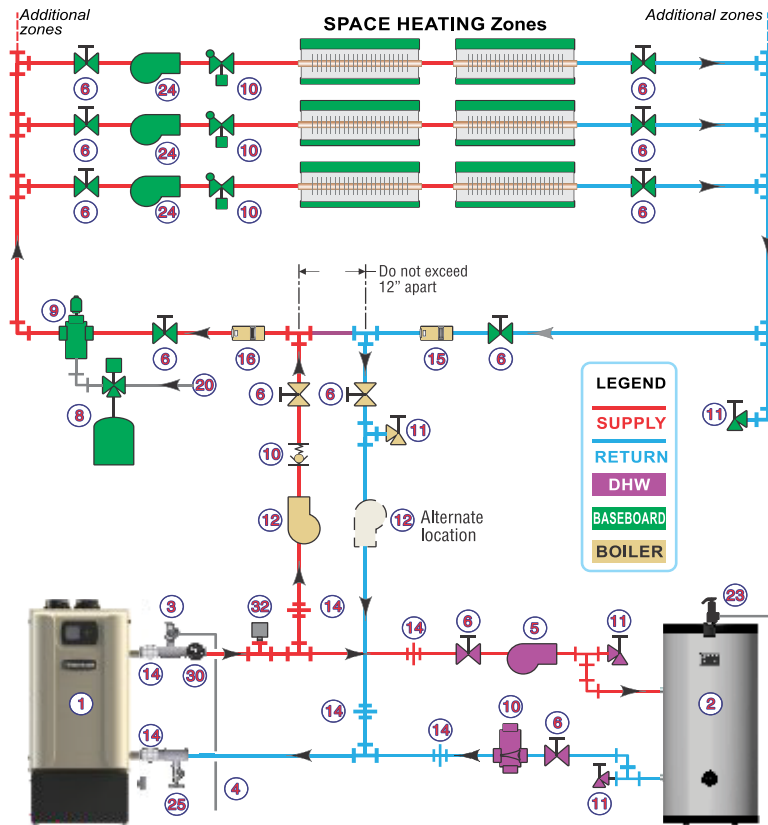 Additional zones
SPACE HEATING Zones
Additional zones
6 24 10 6
6 24 10 6
6 24 10 6
Do not exceed 12" apart
9
6
16
15
6
20
8
6
6
11
11
10
12
12
Alternate location
LEGEND
SUPPLY
RETURN
DHW
BASEBOARD
BOILER
3
32
14
14
30
14
6
5
11
23
1
2
14
14
10
6
14
25
4
11